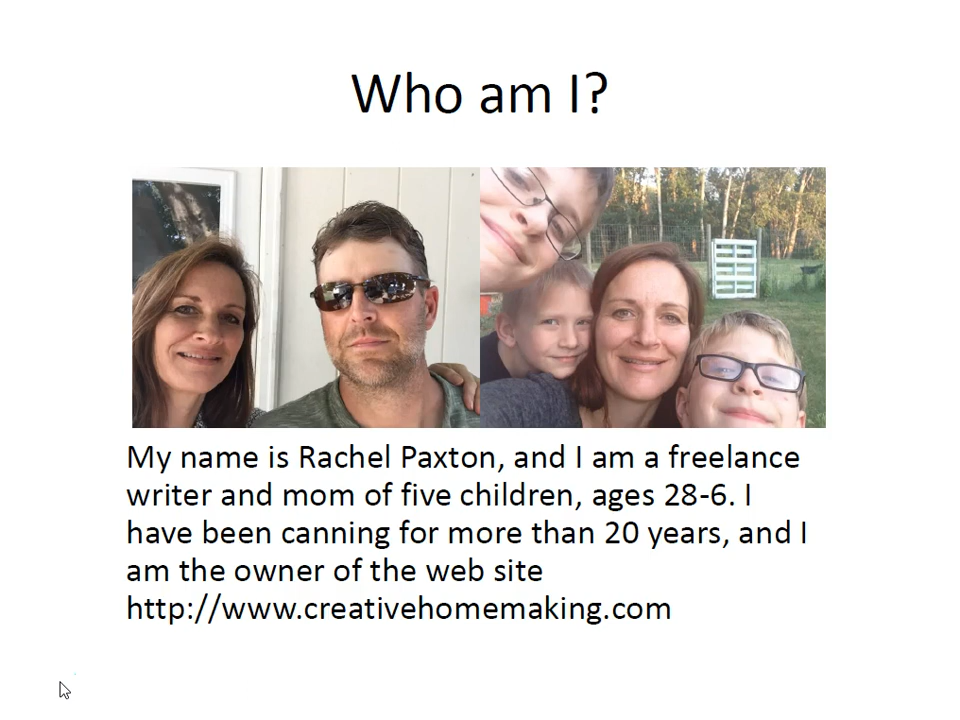 Who am I?
My name is Rachel Paxton, and I am a freelance
writer and mom of five children, ages 28-6. I
have been canning for more than 20 years, and I
am the owner of the web site
http://www.creativehomemaking.com